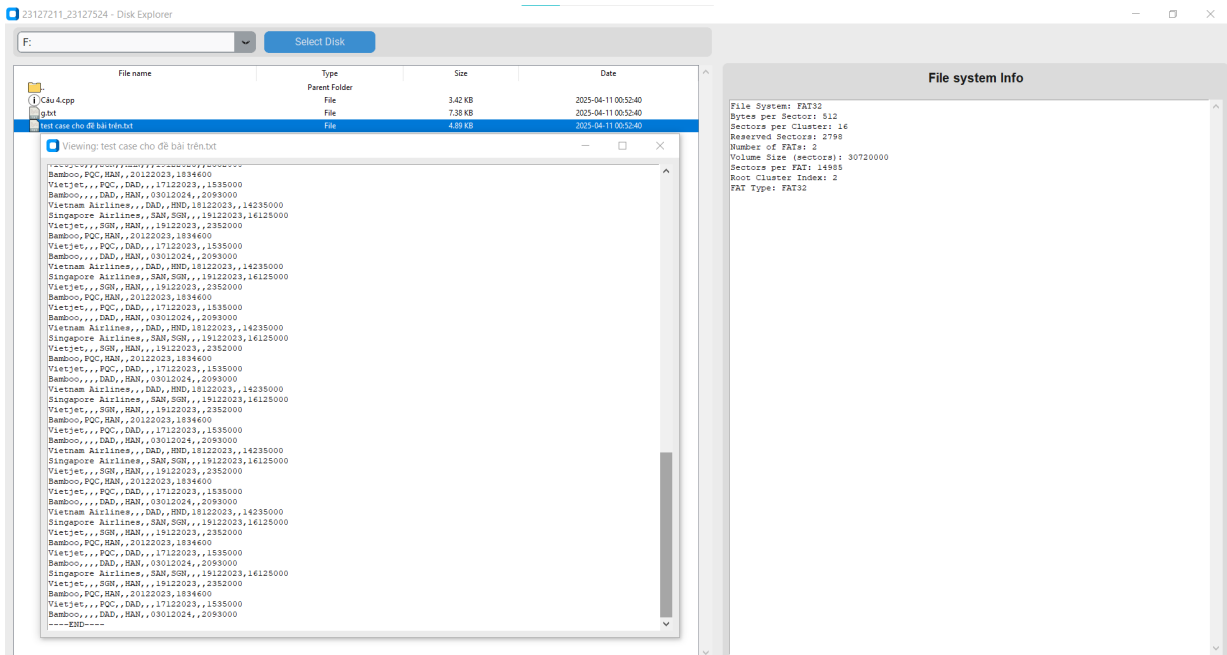 23127211_23127524 - Disk Explorer
F:
Select Disk
File name Type Size Date
.. Parent Folder
Câu 4.cpp File 3.42 KB 2025-04-11 00:52:40
g.txt File 7.38 KB 2025-04-11 00:52:40
test case cho đề bài trên.txt File 4.89 KB 2025-04-11 00:52:40
Viewing: test case cho đề bài trên.txt
Bamboo,PQC,HAN,,20122023,1834600
Vietjet,,,PQC,,DAD,,,17122023,,1535000
Bamboo,,,,DAD,,HAN,,03012024,,2093000
Vietnam Airlines,,,DAD,,HND,18122023,,14235000
Singapore Airlines,,SAN,SGN,,,19122023,16125000
Vietjet,,,SGN,,HAN,,,19122023,,2352000
Bamboo,PQC,HAN,,20122023,1834600
Vietjet,,,PQC,,DAD,,,17122023,,1535000
Bamboo,,,,DAD,,HAN,,03012024,,2093000
Vietnam Airlines,,,DAD,,HND,18122023,,14235000
Singapore Airlines,,SAN,SGN,,,19122023,16125000
Vietjet,,,SGN,,HAN,,,19122023,,2352000
Bamboo,PQC,HAN,,20122023,1834600
Vietjet,,,PQC,,DAD,,,17122023,,1535000
Bamboo,,,,DAD,,HAN,,03012024,,2093000
Vietnam Airlines,,,DAD,,HND,18122023,,14235000
Singapore Airlines,,SAN,SGN,,,19122023,16125000
Vietjet,,,SGN,,HAN,,,19122023,,2352000
Bamboo,PQC,HAN,,20122023,1834600
Vietjet,,,PQC,,DAD,,,17122023,,1535000
Bamboo,,,,DAD,,HAN,,03012024,,2093000
Vietnam Airlines,,,DAD,,HND,18122023,,14235000
Singapore Airlines,,SAN,SGN,,,19122023,16125000
Vietjet,,,SGN,,HAN,,,19122023,,2352000
Bamboo,PQC,HAN,,20122023,1834600
Vietjet,,,PQC,,DAD,,,17122023,,1535000
Bamboo,,,,DAD,,HAN,,03012024,,2093000
Vietnam Airlines,,,DAD,,HND,18122023,,14235000
Singapore Airlines,,SAN,SGN,,,19122023,16125000
Vietjet,,,SGN,,HAN,,,19122023,,2352000
Bamboo,PQC,HAN,,20122023,1834600
Vietjet,,,PQC,,DAD,,,17122023,,1535000
Bamboo,,,,DAD,,HAN,,03012024,,2093000
Vietnam Airlines,,,DAD,,HND,18122023,,14235000
Singapore Airlines,,SAN,SGN,,,19122023,16125000
Vietjet,,,SGN,,HAN,,,19122023,,2352000
Bamboo,PQC,HAN,,20122023,1834600
Vietjet,,,PQC,,DAD,,,17122023,,1535000
Bamboo,,,,DAD,,HAN,,03012024,,2093000
Singapore Airlines,,SAN,SGN,,,19122023,16125000
Vietjet,,,SGN,,HAN,,,19122023,,2352000
Bamboo,PQC,HAN,,20122023,1834600
Vietjet,,,PQC,,DAD,,,17122023,,1535000
Bamboo,,,,DAD,,HAN,,03012024,,2093000
----END----
File system Info
File System: FAT32
Bytes per Sector: 512
Sectors per Cluster: 16
Reserved Sectors: 2798
Number of FATs: 2
Volume Size (sectors): 30720000
Sectors per FAT: 14985
Root Cluster Index: 2
FAT Type: FAT32